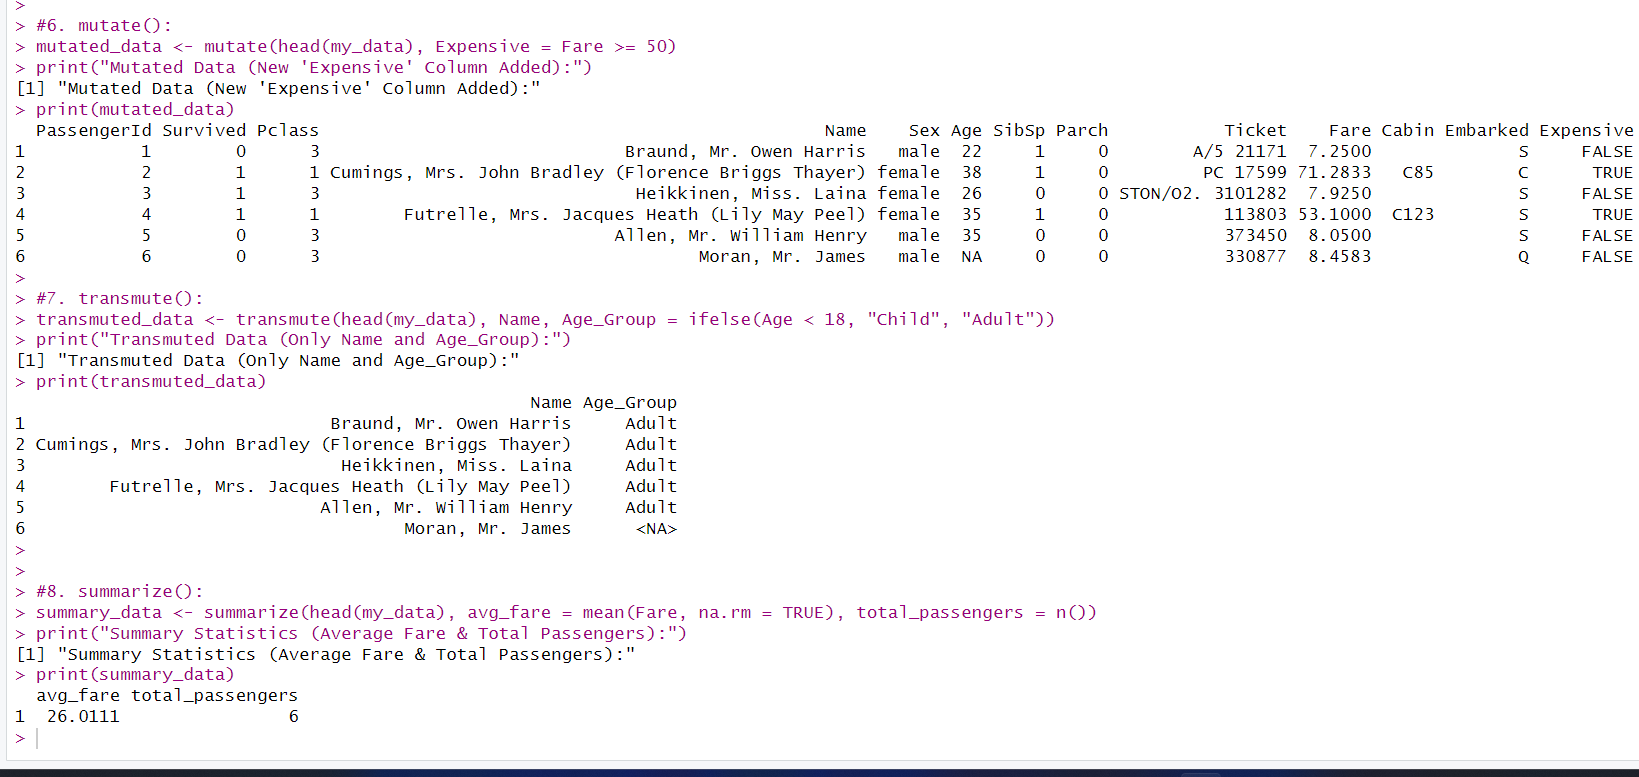 >
> #6. mutate():
> mutated_data <- mutate(head(my_data), Expensive = Fare >= 50)
> print("Mutated Data (New 'Expensive' Column Added):")
[1] "Mutated Data (New 'Expensive' Column Added):"
> print(mutated_data)
  PassengerId Survived Pclass                                                Name    Sex Age SibSp Parch           Ticket    Fare Cabin Embarked Expensive
1           1        0      3                             Braund, Mr. Owen Harris   male  22     1     0        A/5 21171  7.2500              S     FALSE
2           2        1      1 Cumings, Mrs. John Bradley (Florence Briggs Thayer) female  38     1     0         PC 17599 71.2833   C85        C      TRUE
3           3        1      3                              Heikkinen, Miss. Laina female  26     0     0 STON/O2. 3101282  7.9250              S     FALSE
4           4        1      1        Futrelle, Mrs. Jacques Heath (Lily May Peel) female  35     1     0           113803 53.1000  C123        S      TRUE
5           5        0      3                            Allen, Mr. William Henry   male  35     0     0           373450  8.0500              S     FALSE
6           6        0      3                                    Moran, Mr. James   male  NA     0     0           330877  8.4583              Q     FALSE
>
> #7. transmute():
> transmuted_data <- transmute(head(my_data), Name, Age_Group = ifelse(Age < 18, "Child", "Adult"))
> print("Transmuted Data (Only Name and Age_Group):")
[1] "Transmuted Data (Only Name and Age_Group):"
> print(transmuted_data)
                                                 Name Age_Group
1                             Braund, Mr. Owen Harris     Adult
2 Cumings, Mrs. John Bradley (Florence Briggs Thayer)     Adult
3                              Heikkinen, Miss. Laina     Adult
4        Futrelle, Mrs. Jacques Heath (Lily May Peel)     Adult
5                            Allen, Mr. William Henry     Adult
6                                    Moran, Mr. James      <NA>
>
>
> #8. summarize():
> summary_data <- summarize(head(my_data), avg_fare = mean(Fare, na.rm = TRUE), total_passengers = n())
> print("Summary Statistics (Average Fare & Total Passengers):")
[1] "Summary Statistics (Average Fare & Total Passengers):"
> print(summary_data)
  avg_fare total_passengers
1  26.0111                6
>